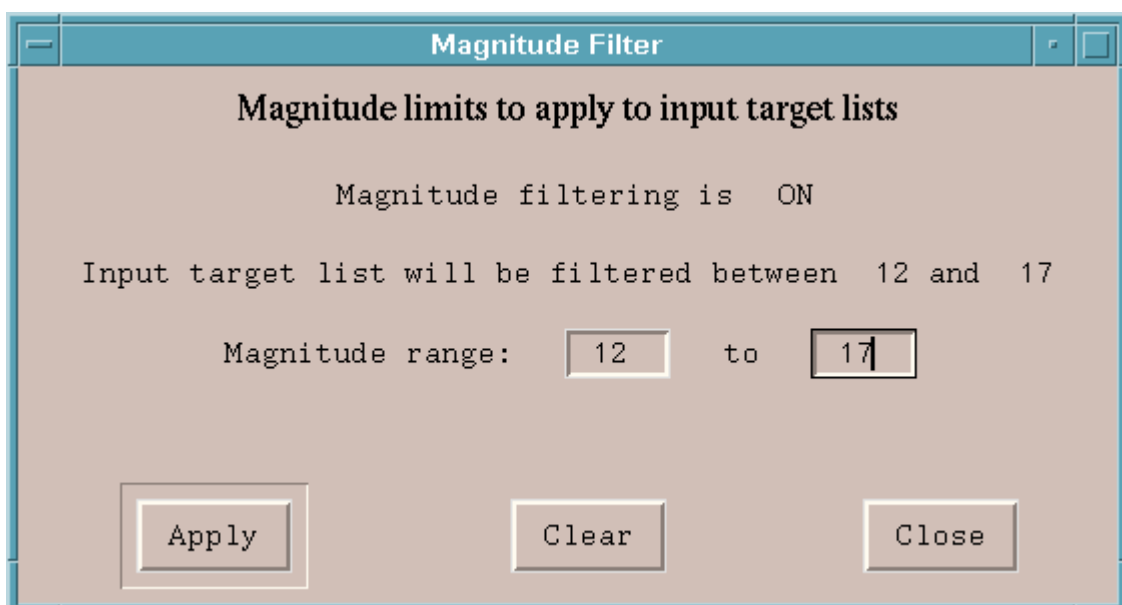 Magnitude Filter
Magnitude limits to apply to input target lists
Magnitude filtering is ON
Input target list will be filtered between 12 and 17
Magnitude range: 12 to 17
Apply Clear Close